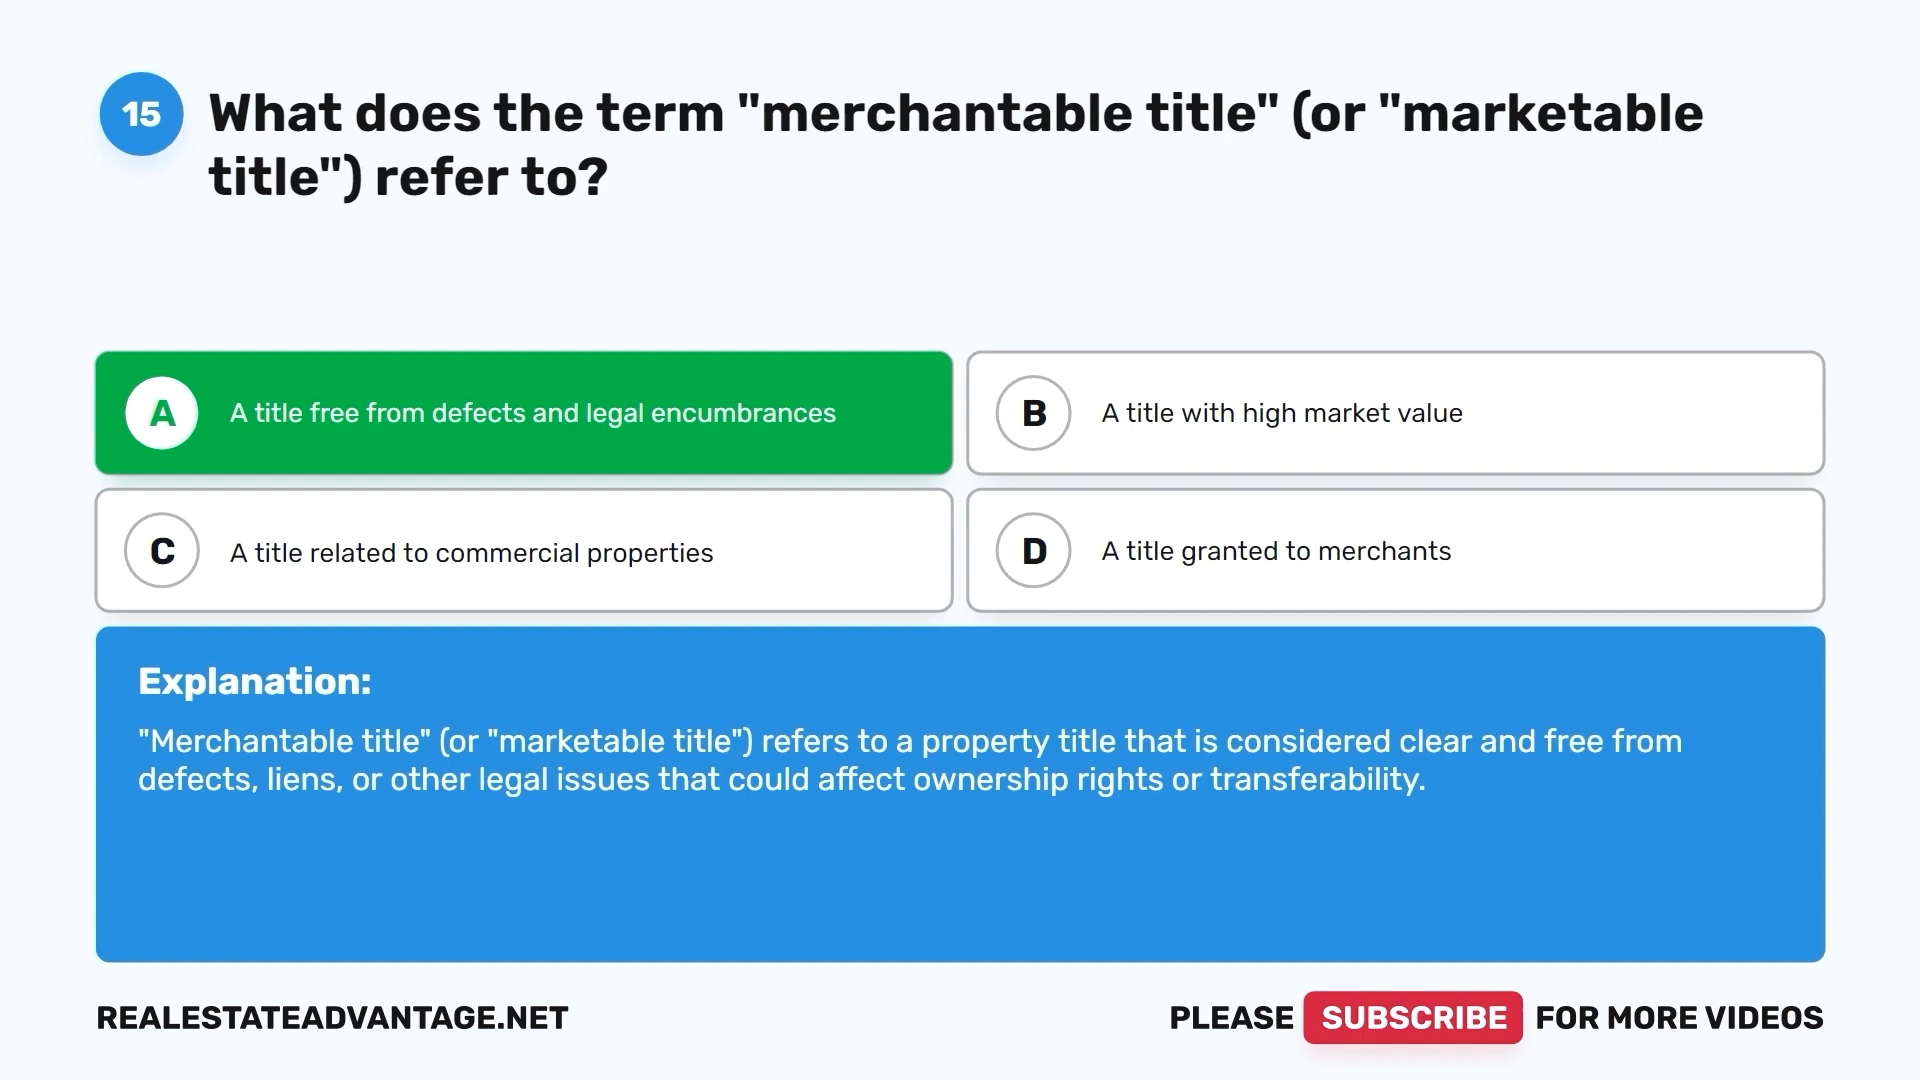 15
What does the term "merchantable title" (or "marketable
title") refer to?
A A title free from defects and legal encumbrances
B A title with high market value
C A title related to commercial properties
D A title granted to merchants
Explanation:
"Merchantable title" (or "marketable title") refers to a property title that is considered clear and free from
defects, liens, or other legal issues that could affect ownership rights or transferability.
REALESTATEADVANTAGE.NET
PLEASE SUBSCRIBE FOR MORE VIDEOS